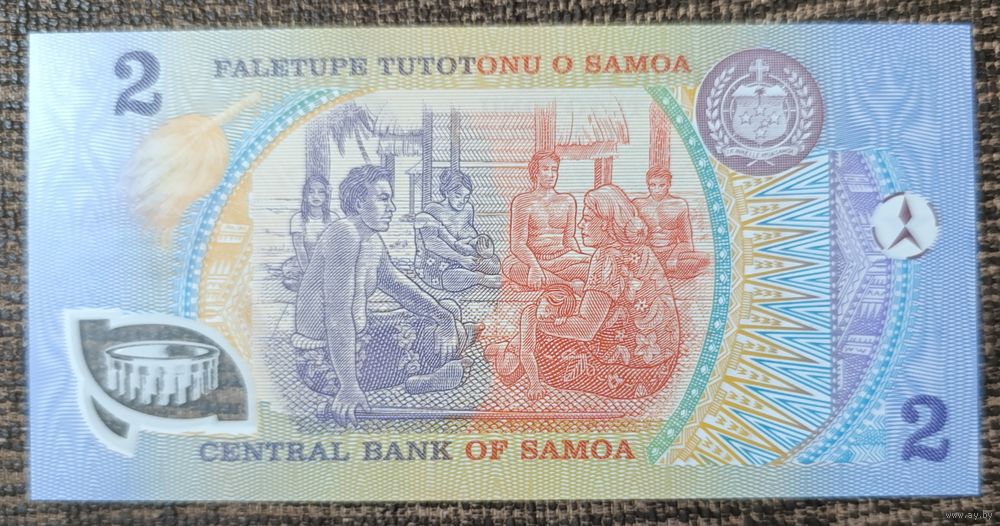 2
FALETUPE TUTOTONU O SAMOA
CENTRAL BANK OF SAMOA
2
www.ay.by